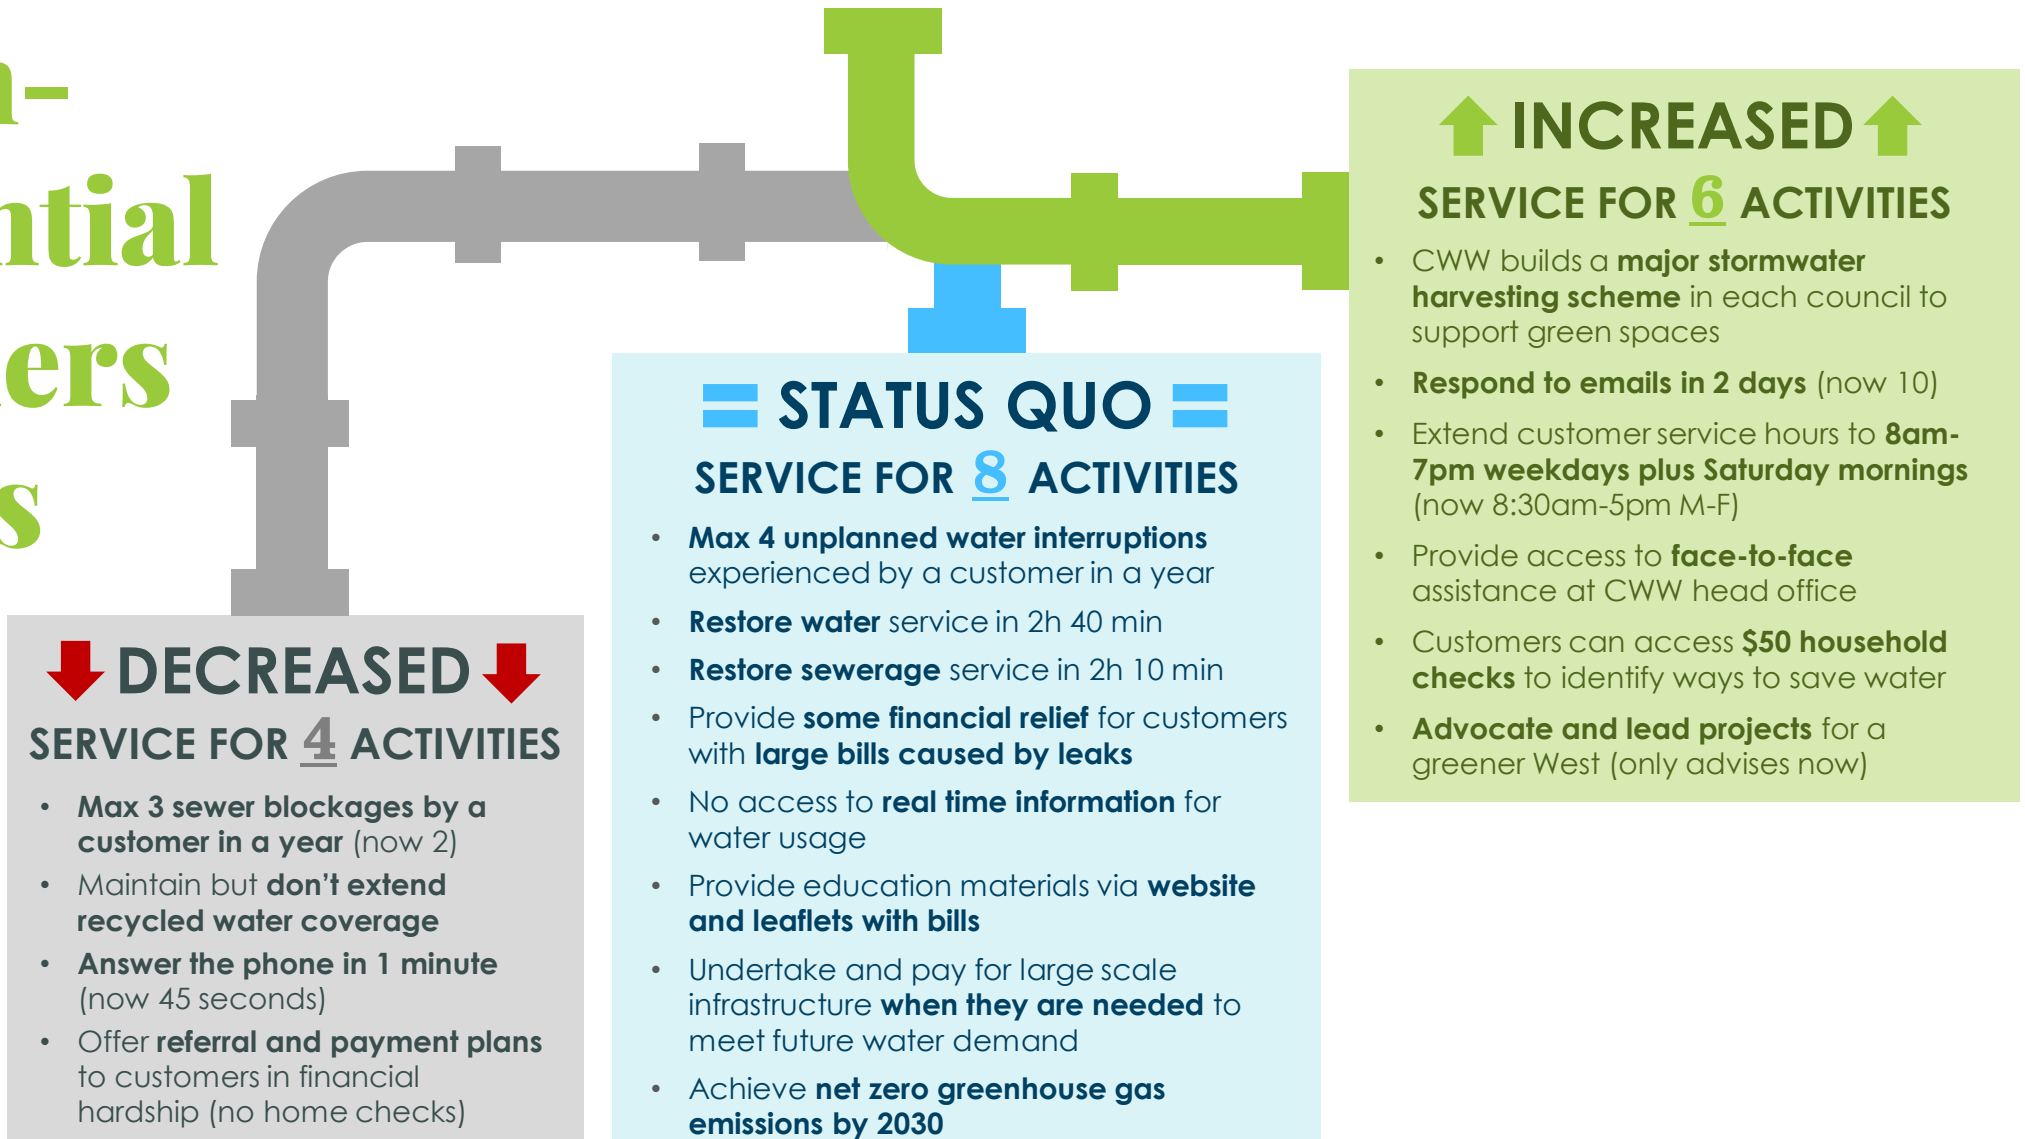 ntial
ers
s
INCREASED
SERVICE FOR 6 ACTIVITIES
• CWW builds a major stormwater
harvesting scheme in each council to
support green spaces
• Respond to emails in 2 days (now 10)
• Extend customer service hours to 8am-
7pm weekdays plus Saturday mornings
(now 8:30am-5pm M-F)
• Provide access to face-to-face
assistance at CWW head office
• Customers can access $50 household
checks to identify ways to save water
• Advocate and lead projects for a
greener West (only advises now)
STATUS QUO
SERVICE FOR 8 ACTIVITIES
• Max 4 unplanned water interruptions
experienced by a customer in a year
• Restore water service in 2h 40 min
• Restore sewerage service in 2h 10 min
• Provide some financial relief for customers
with large bills caused by leaks
• No access to real time information for
water usage
• Provide education materials via website
and leaflets with bills
• Undertake and pay for large scale
infrastructure when they are needed to
meet future water demand
• Achieve net zero greenhouse gas
emissions by 2030
DECREASED
SERVICE FOR 4 ACTIVITIES
• Max 3 sewer blockages by a
customer in a year (now 2)
• Maintain but don’t extend
recycled water coverage
• Answer the phone in 1 minute
(now 45 seconds)
• Offer referral and payment plans
to customers in financial
hardship (no home checks)